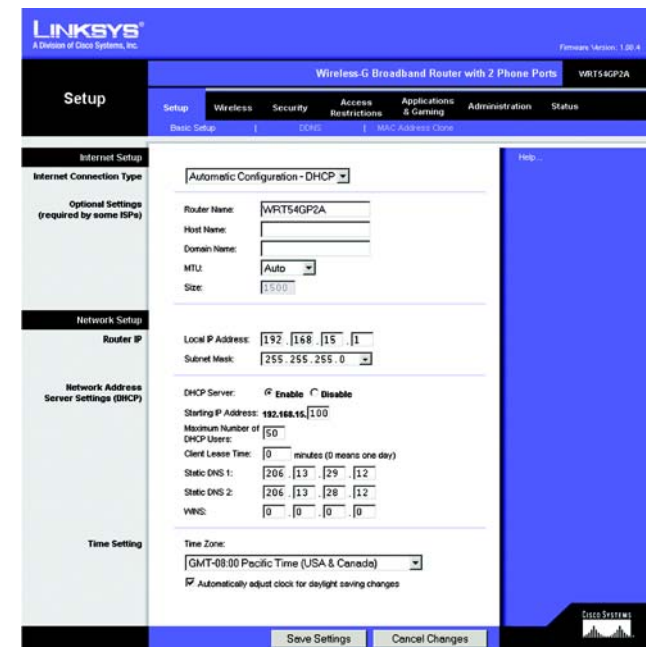 LINKSYS®
A Division of Cisco Systems, Inc.
Firmware Version: 1.00.4
Wireless-G Broadband Router with 2 Phone Ports WRT54GP2A
Setup
Setup Wireless Security Access Restrictions Applications & Gaming Administration Status
Basic Setup | DDNS | MAC Address Clone
Internet Setup
Help...
Internet Connection Type Automatic Configuration - DHCP
Optional Settings
(required by some ISPs)
Router Name: WRT54GP2A
Host Name:
Domain Name:
MTU: Auto
Size: 1500
Network Setup
Router IP
Local IP Address: 192 . 168 . 15 . 1
Subnet Mask: 255.255.255.0
Network Address
Server Settings (DHCP)
DHCP Server: Enable Disable
Starting IP Address: 192.168.15. 100
Maximum Number of
DHCP Users: 50
Client Lease Time: 0 minutes (0 means one day)
Static DNS 1: 206 . 13 . 29 . 12
Static DNS 2: 206 . 13 . 28 . 12
WINS: 0 . 0 . 0 . 0
Time Setting
Time Zone:
GMT-08:00 Pacific Time (USA & Canada)
Automatically adjust clock for daylight saving changes
Cisco Systems
Save Settings Cancel Changes